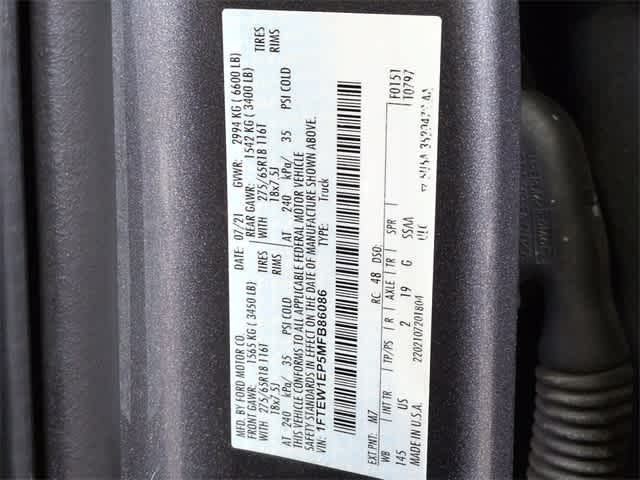 MFD. BY FORD MOTOR CO.
DATE: 07/21 GVWR: 2994 KG ( 6600 LB)
FRONT GAWR: 1565 KG (3450 LB) REAR GAWR: 1542 KG ( 3400 LB)
WITH 275/65R18 116T TIRES WITH 275/65R18 116T TIRES
18x7.5J RIMS 18x7.5J RIMS
AT 240 kPa/ 35 PSI COLD AT 240 kPa/ 35 PSI COLD
THIS VEHICLE CONFORMS TO ALL APPLICABLE FEDERAL MOTOR VEHICLE
SAFETY STANDARDS IN EFFECT ON THE DATE OF MANUFACTURE SHOWN ABOVE.
VIN: 1FTEW1EP5MFB86086 TYPE: Truck
F0151
10797
EXT PNT: M7 RC: 48 DSO:
WB INT TR TP/PS R AXLE TR SPR
145 US 2 19 G SSAA
2202107201804
MADE IN U.S.A.